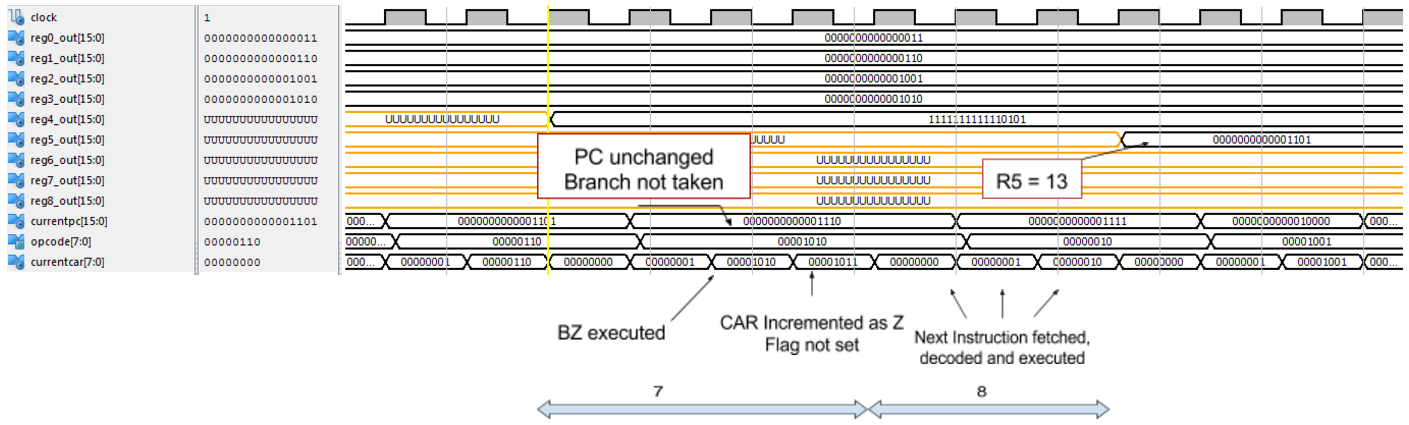 clock 1
reg0_out[15:0] 0000000000000011 0000000000000011
reg1_out[15:0] 0000000000000110 0000000000000110
reg2_out[15:0] 0000000000001001 0000000000001001
reg3_out[15:0] 0000000000001010 0000000000001010
reg4_out[15:0] UUUUUUUUUUUUUUUU UUUUUUUUUUUUUUUU 1111111111110101
reg5_out[15:0] UUUUUUUUUUUUUUUU UUUUU 0000000000001101
reg6_out[15:0] UUUUUUUUUUUUUUUU UUUUUUUUUUUUUUUU
reg7_out[15:0] UUUUUUUUUUUUUUUU UUUUUUUUUUUUUUUU
reg8_out[15:0] UUUUUUUUUUUUUUUU UUUUUUUUUUUUUUUU
currentpc[15:0] 0000000000001101 000... 0000000000001101 0000000000001110 0000000000001111 0000000000010000 000...
opcode[7:0] 00000110 00000... 00000110 00001010 00000010 00001001
currentcar[7:0] 00000000 000... 00000001 00000110 00000000 00000001 00001010 00001011 00000000 00000001 00000010 00000000 00000001 00001001 000...
PC unchanged
Branch not taken
R5 = 13
BZ executed
CAR Incremented as Z
Flag not set
Next Instruction fetched,
decoded and executed
7 8